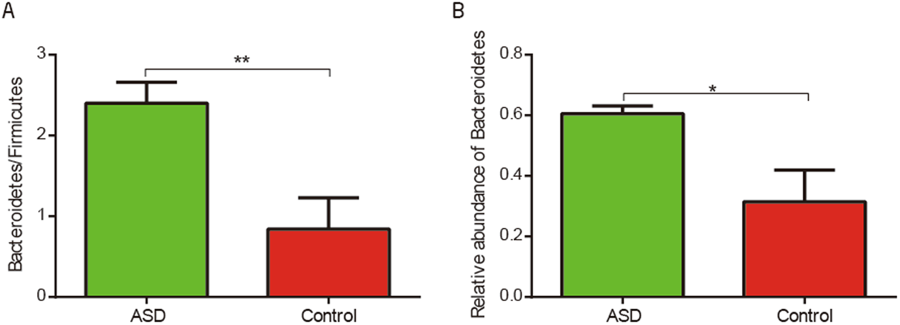 A
Bacteroidetes/Firmicutes
3
2
1
0
**
ASD
Control
B
Relative abundance of Bacteroidetes
0.8
0.6
0.4
0.2
0.0
*
ASD
Control